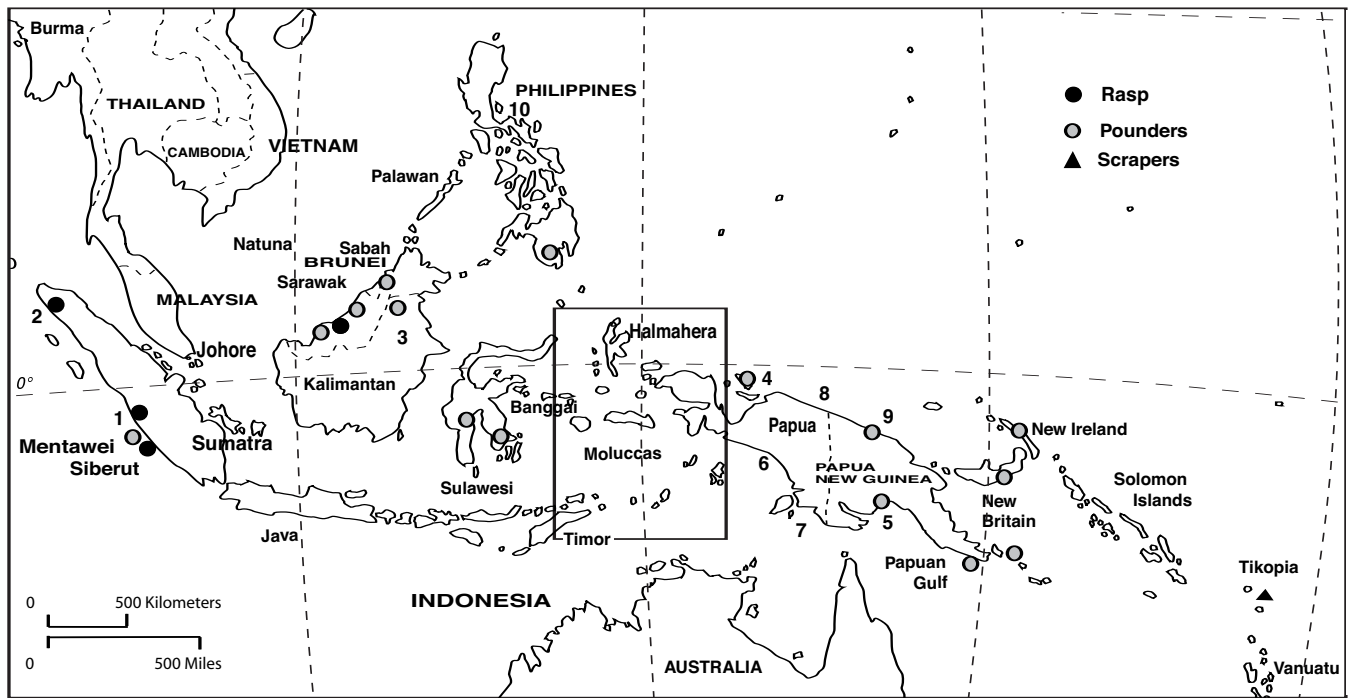 Burma
THAILAND
CAMBODIA
VIETNAM
PHILIPPINES
10
Rasp
Pounders
Scrapers
Palawan
Natuna
Sabah
BRUNEI
Sarawak
MALAYSIA
2
3
Johore
Halmahera
0°
Kalimantan
4
8
9
1
Banggai
Papua
New Ireland
Mentawei
Siberut
Sumatra
Moluccas
6
PAPUA
NEW GUINEA
Solomon
Islands
Sulawesi
5
New
Britain
7
Java
Timor
Papuan
Gulf
Tikopia
INDONESIA
0
500 Kilometers
0
500 Miles
AUSTRALIA
Vanuatu